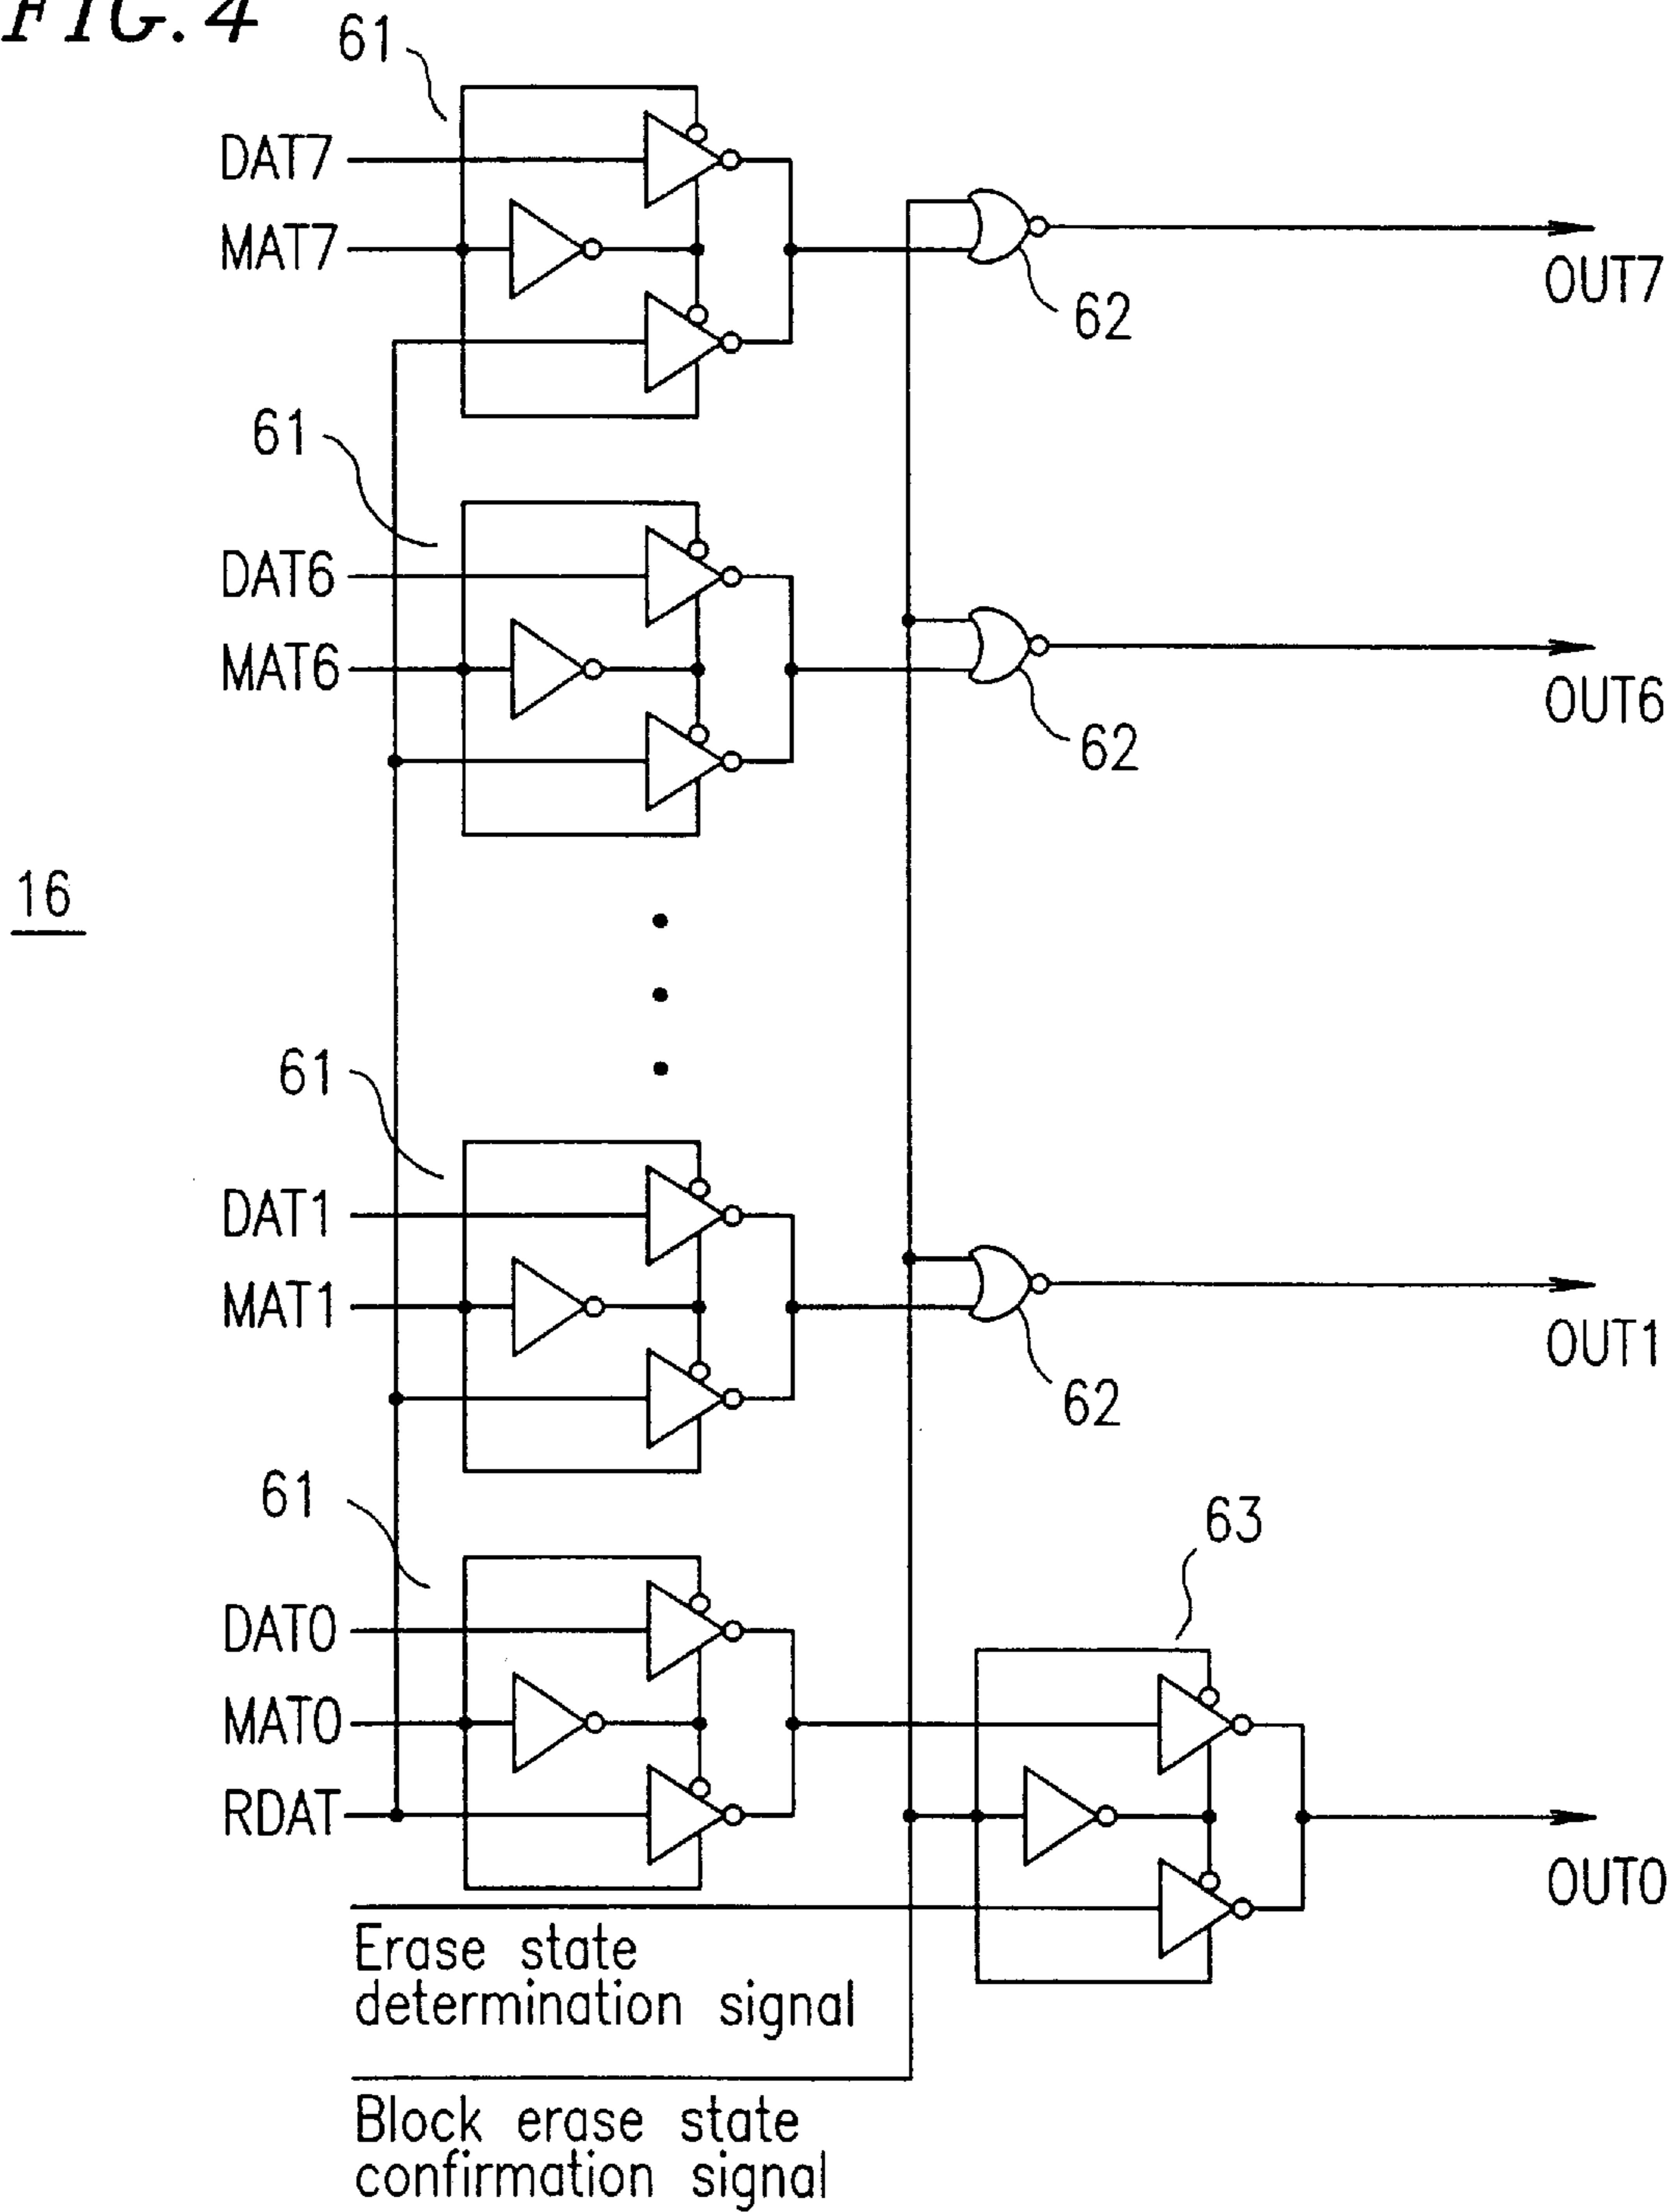 FIG. 4
61
DAT7
MAT7
OUT7
62
61
DAT6
MAT6
OUT6
62
16
61
DAT1
MAT1
OUT1
62
61
63
DAT0
MAT0
RDAT
OUT0
Erase state
determination signal
Block erase state
confirmation signal